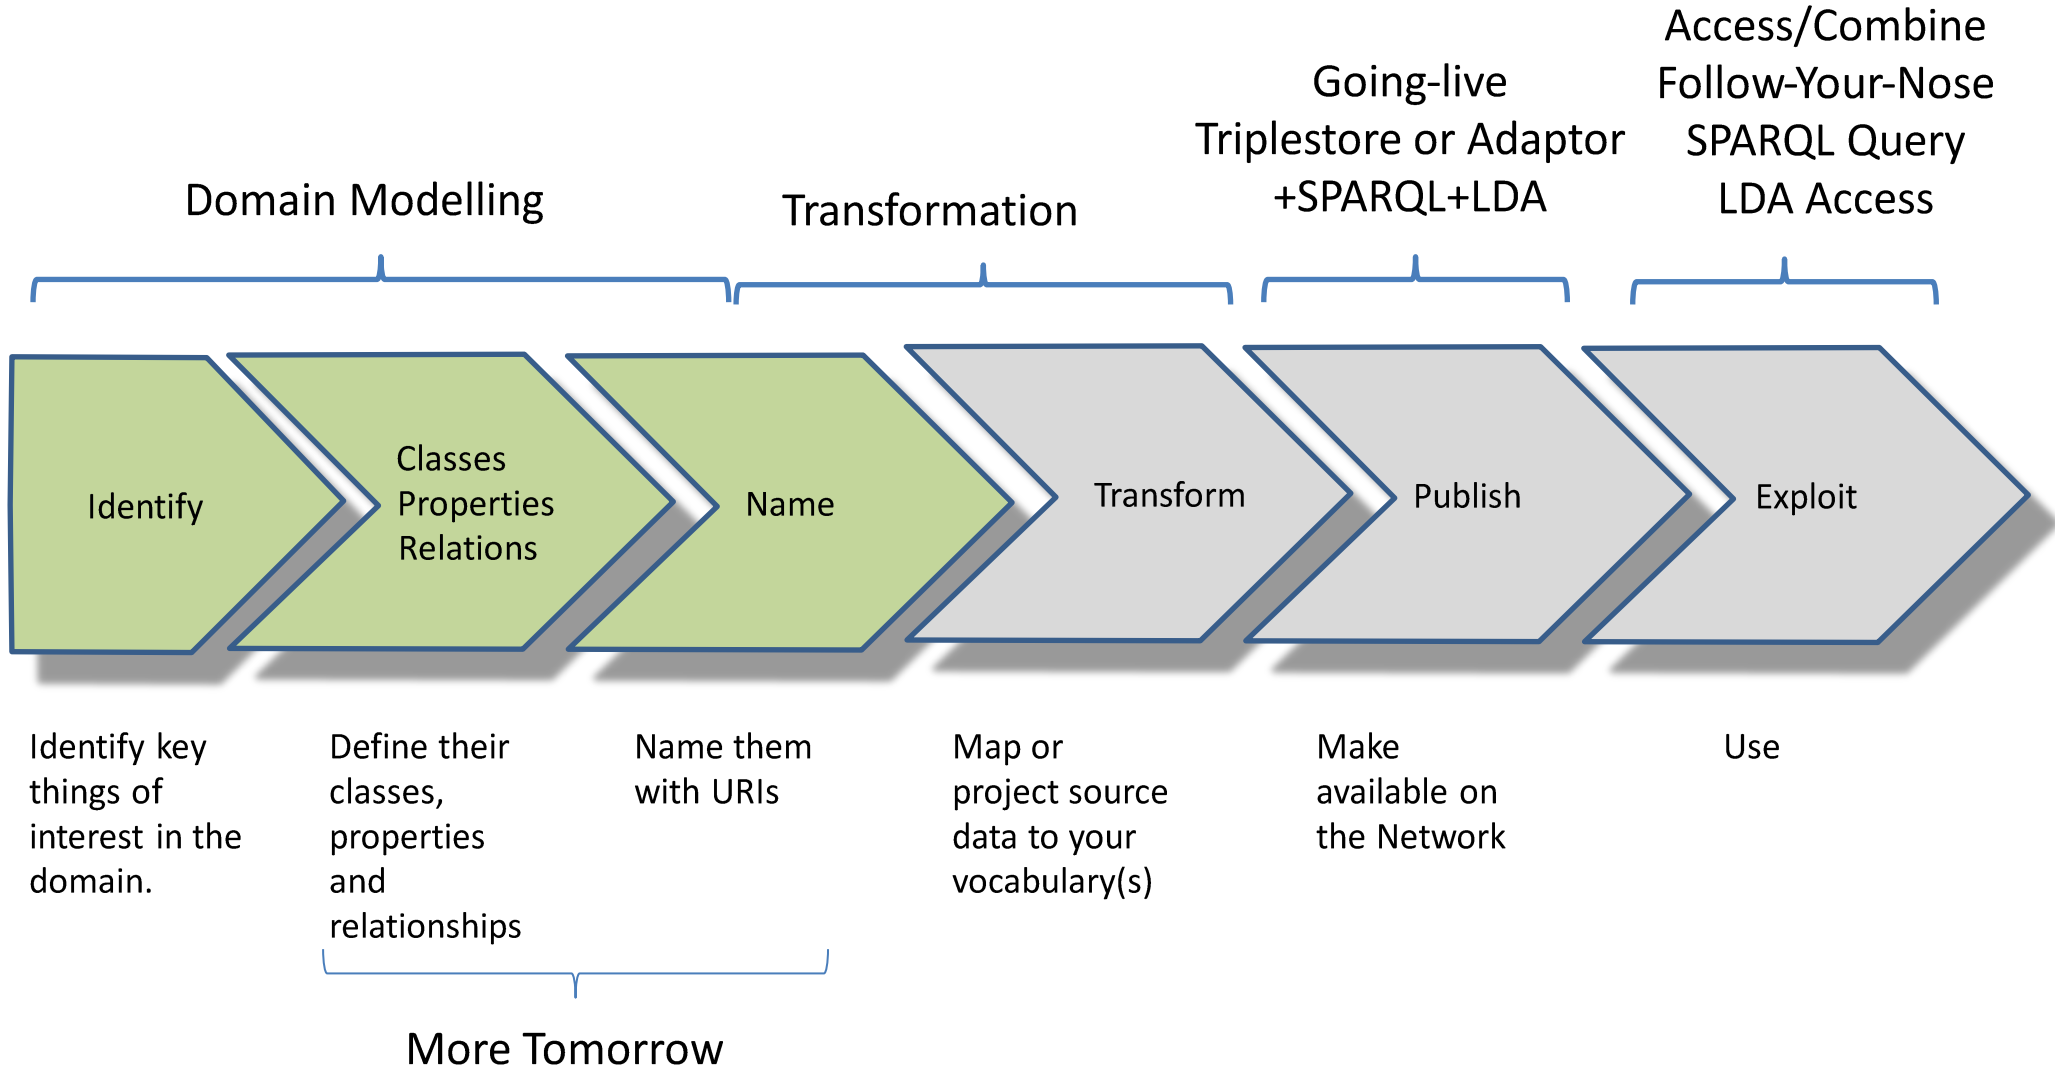 Access/Combine
Follow-Your-Nose
SPARQL Query
LDA Access
Going-live
Triplestore or Adaptor
+SPARQL+LDA
Domain Modelling
Transformation
Identify
Classes
Properties
Relations
Name
Transform
Publish
Exploit
Identify key
things of
interest in the
domain.
Define their
classes,
properties
and
relationships
Name them
with URIs
Map or
project source
data to your
vocabulary(s)
Make
available on
the Network
Use
More Tomorrow